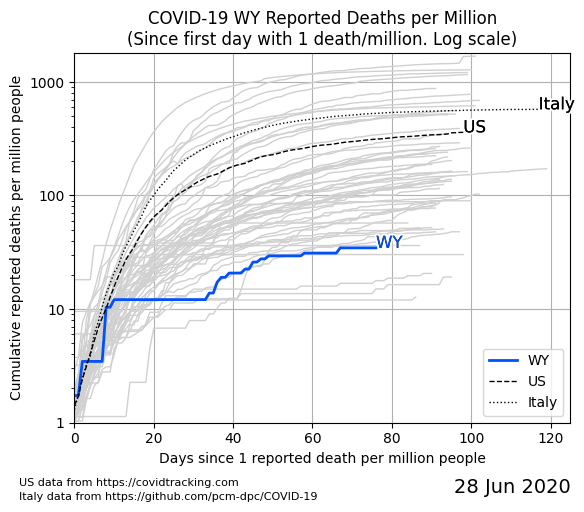 COVID-19 WY Reported Deaths per Million
(Since first day with 1 death/million. Log scale)
Cumulative reported deaths per million people
1000
100
10
1
Italy
US
WY
WY
US
Italy
0 20 40 60 80 100 120
Days since 1 reported death per million people
US data from https://covidtracking.com
Italy data from https://github.com/pcm-dpc/COVID-19
28 Jun 2020